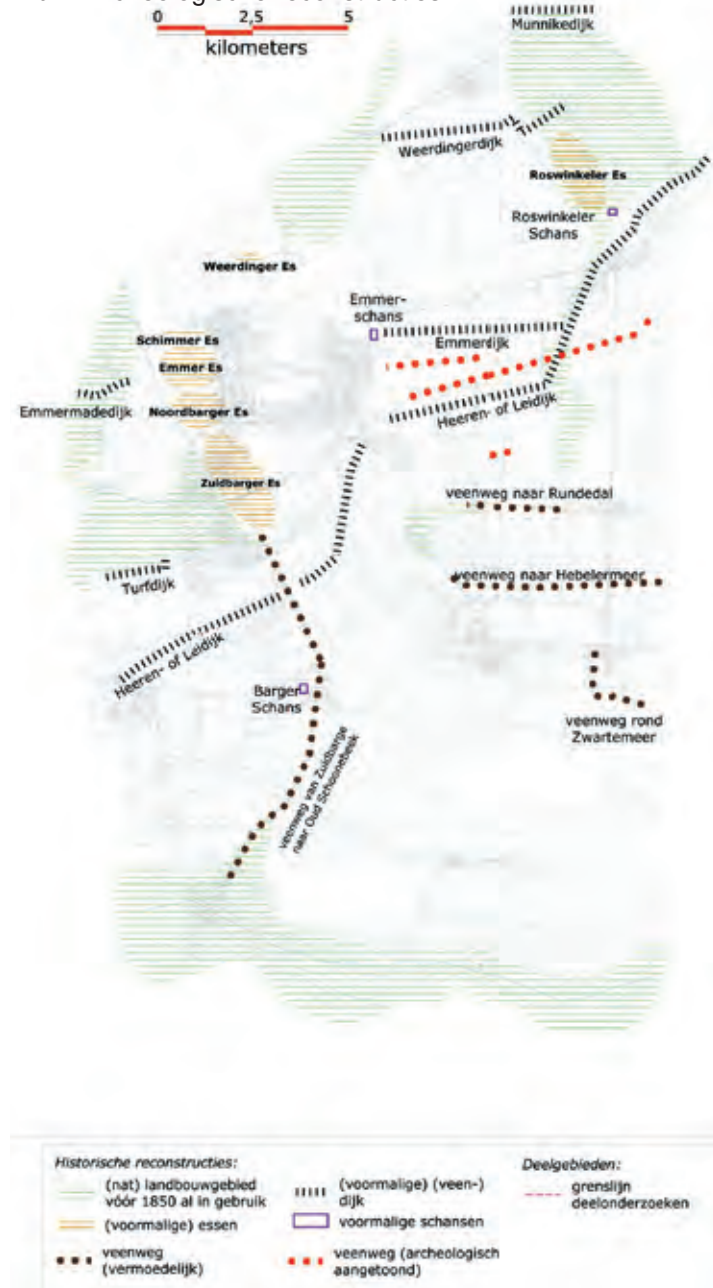 0 2,5 5
kilometers
Munnikedijk
Weerdingerdijk
Roswinkeler Es
Roswinkeler
Schans
Weerdinger Es
Emmer-
schans
Schimmer Es
Emmerdijk
Emmer Es
Emmermadedijk
Noordbarger Es
Heeren- of Leidijk
Zuidbarger Es
veenweg naar Rundedal
Turfdijk
veenweg naar Hebelermeer
Heeren- of Leidijk
Barger
Schans
veenweg rond
Zwartemeer
veenweg van Zuidbarge
naar Oud Schoonebeek
Historische reconstructies:
(nat) landbouwgebied
vóór 1850 al in gebruik
(voormalige) essen
veenweg
(vermoedelijk)
(voormalige) (veen-)
dijk
voormalige schansen
veenweg (archeologisch
aangetoond)
Deelgebieden:
grenslijn
deelonderzoeken